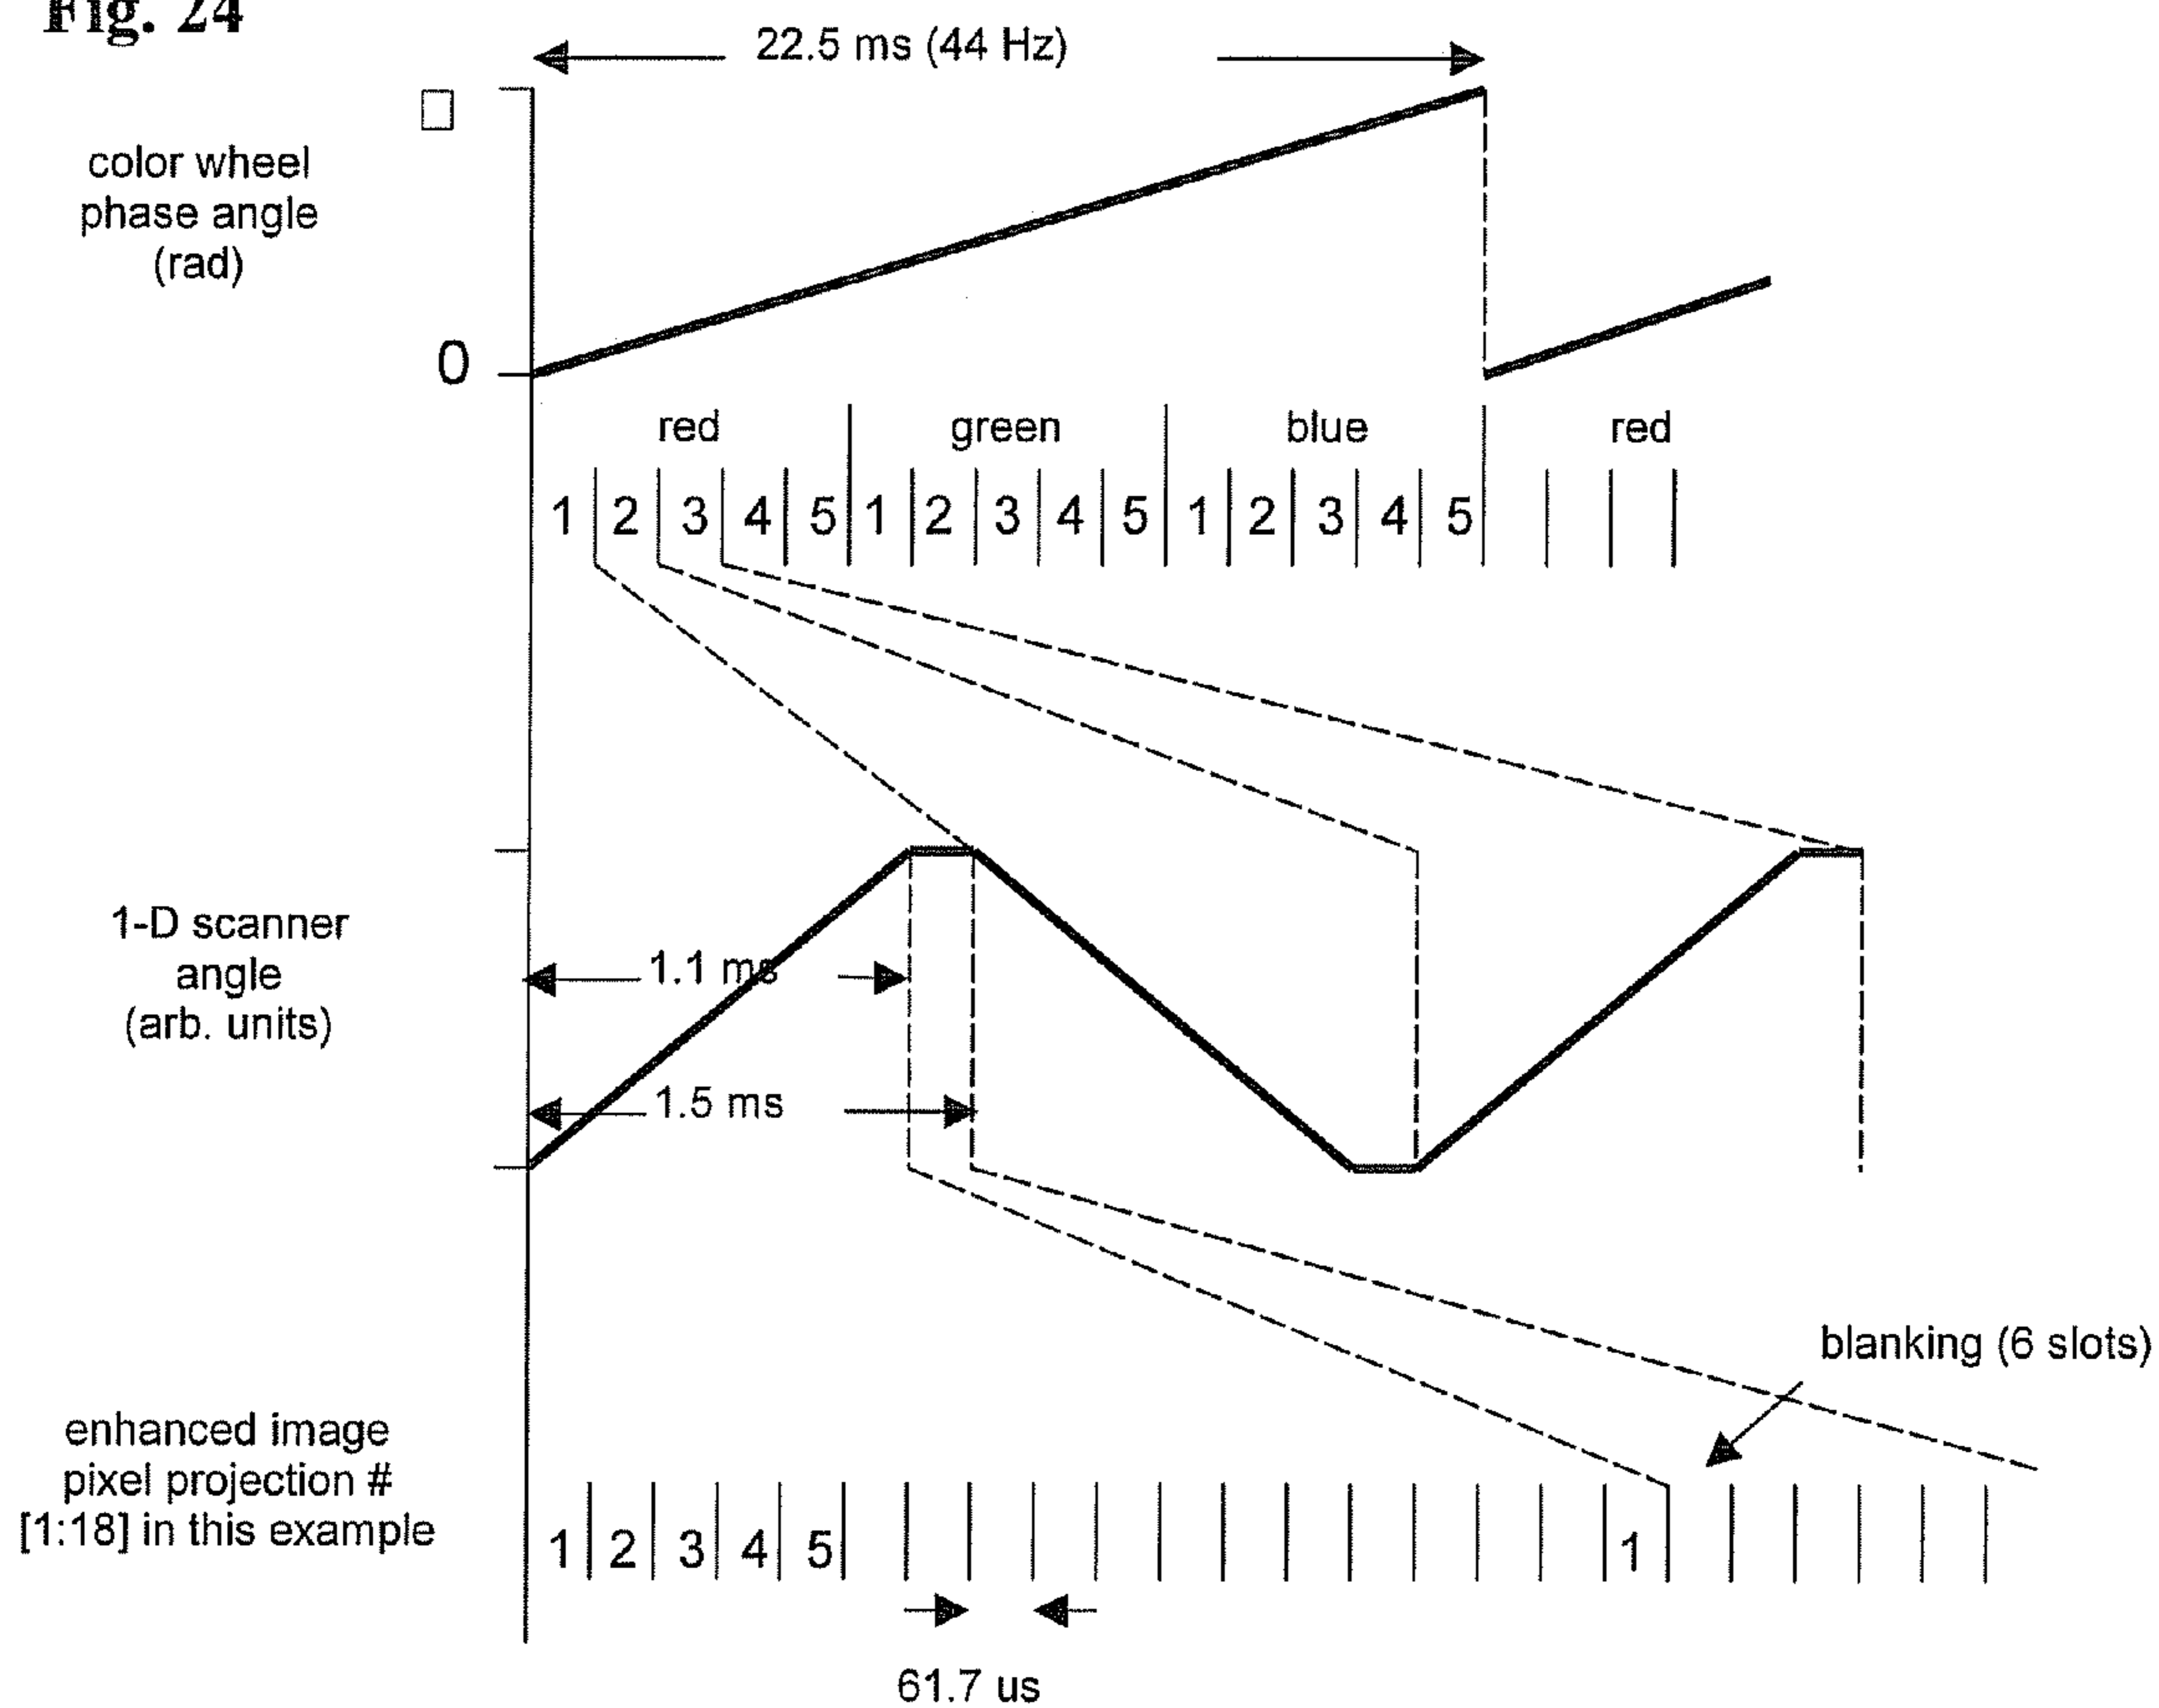 Fig. 24
22.5 ms (44 Hz)
color wheel
phase angle
(rad)
0
red green blue red
1 2 3 4 5 1 2 3 4 5 1 2 3 4 5
1-D scanner
angle
(arb. units)
1.1 ms
1.5 ms
blanking (6 slots)
enhanced image
pixel projection #
[1:18] in this example
1 2 3 4 5 1
61.7 us